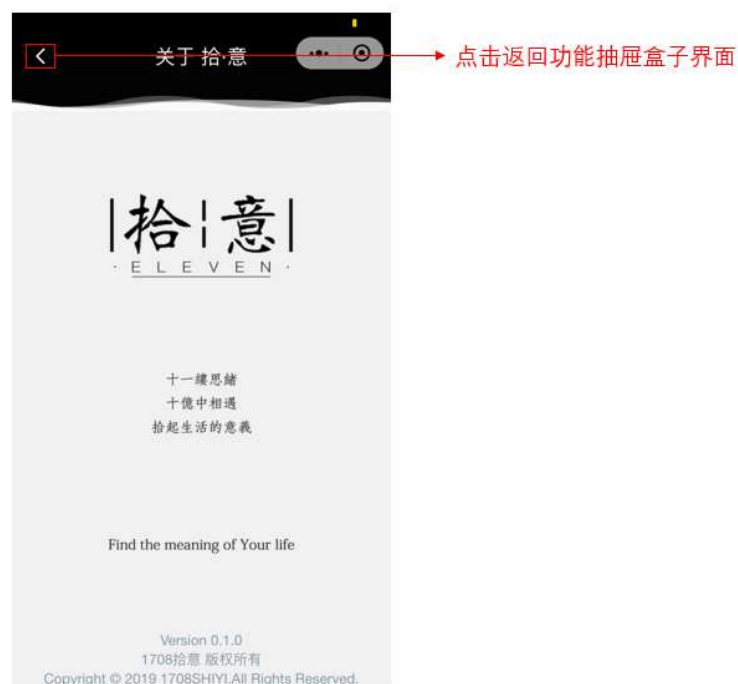 关于 拾·意
点击返回功能抽屉盒子界面
拾意
· ELEVEN ·
十一縷思緒
十億中相遇
拾起生活的意義
Find the meaning of Your life
Version 0.1.0
1708拾意 版权所有
Copyright © 2019 1708SHIYI.All Rights Reserved.